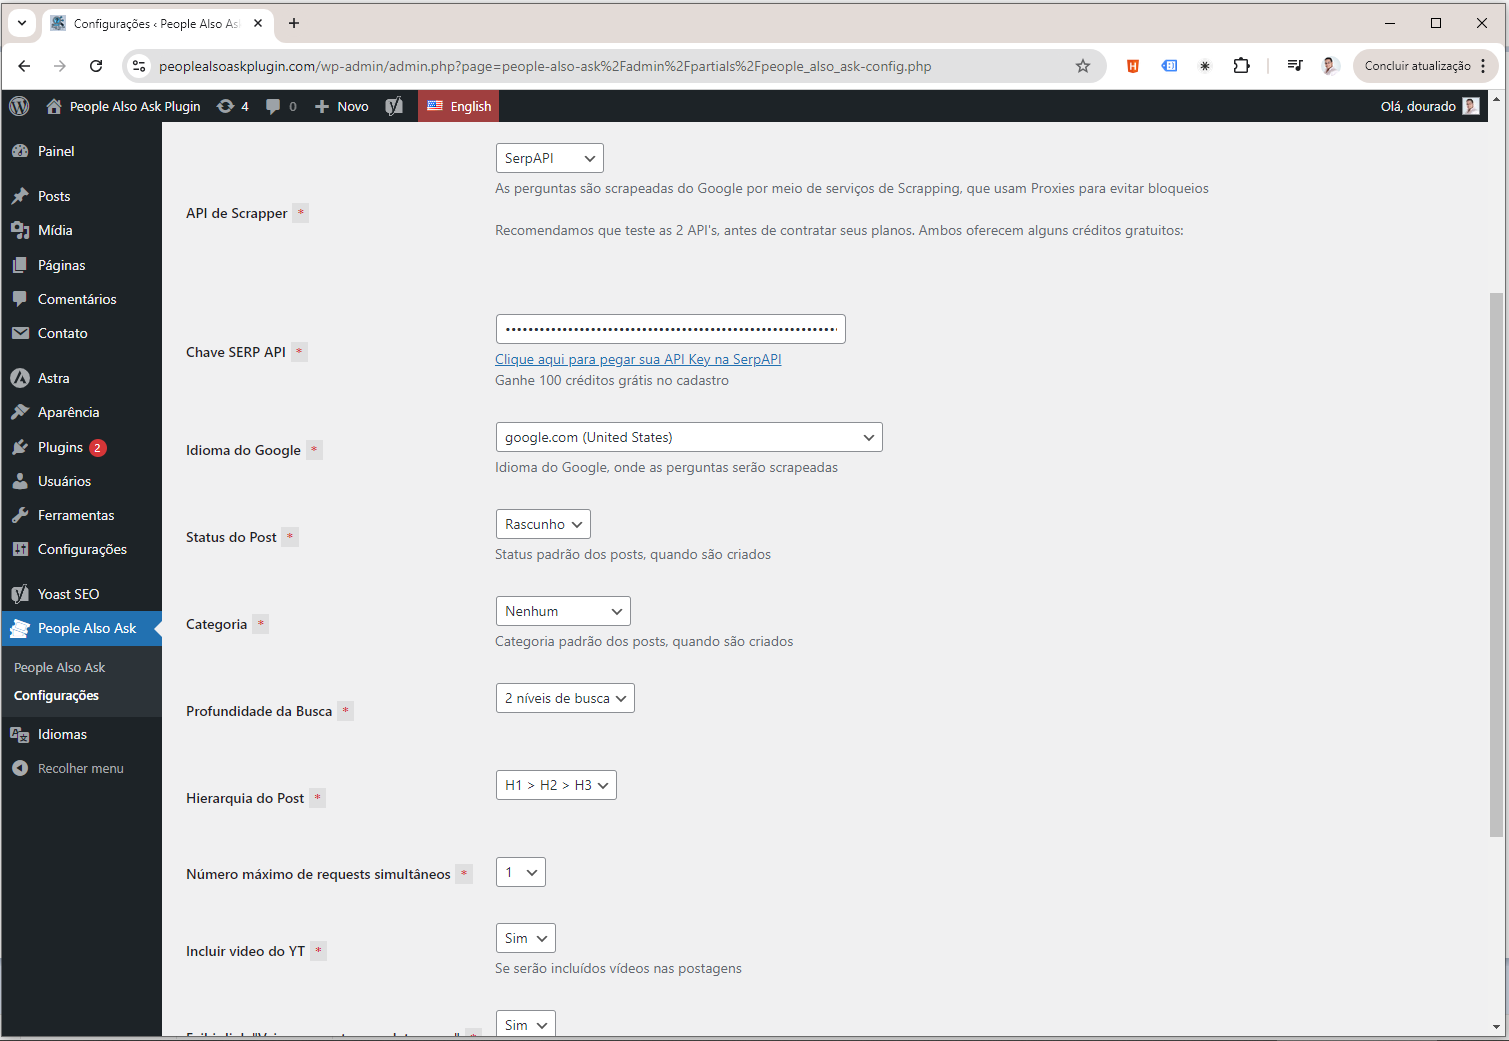 Configurações ‹ People Also As
peoplealsoaskplugin.com/wp-admin/admin.php?page=people-also-ask%2Fadmin%2Fpartials%2Fpeople_also_ask-config.php
Concluir atualização
People Also Ask Plugin
4
0
Novo
English
Olá, dourado
Painel
Posts
Mídia
Páginas
Comentários
Contato
Astra
Aparência
Plugins 2
Usuários
Ferramentas
Configurações
Yoast SEO
People Also Ask
People Also Ask
Configurações
Idiomas
Recolher menu
API de Scrapper *
SerpAPI
As perguntas são scrapeadas do Google por meio de serviços de Scrapping, que usam Proxies para evitar bloqueios
Recomendamos que teste as 2 API's, antes de contratar seus planos. Ambos oferecem alguns créditos gratuitos:
Chave SERP API *
Clique aqui para pegar sua API Key na SerpAPI
Ganhe 100 créditos grátis no cadastro
Idioma do Google *
google.com (United States)
Idioma do Google, onde as perguntas serão scrapeadas
Status do Post *
Rascunho
Status padrão dos posts, quando são criados
Categoria *
Nenhum
Categoria padrão dos posts, quando são criados
Profundidade da Busca *
2 níveis de busca
Hierarquia do Post *
H1 > H2 > H3
Número máximo de requests simultâneos *
1
Incluir video do YT *
Sim
Se serão incluídos vídeos nas postagens
Sim